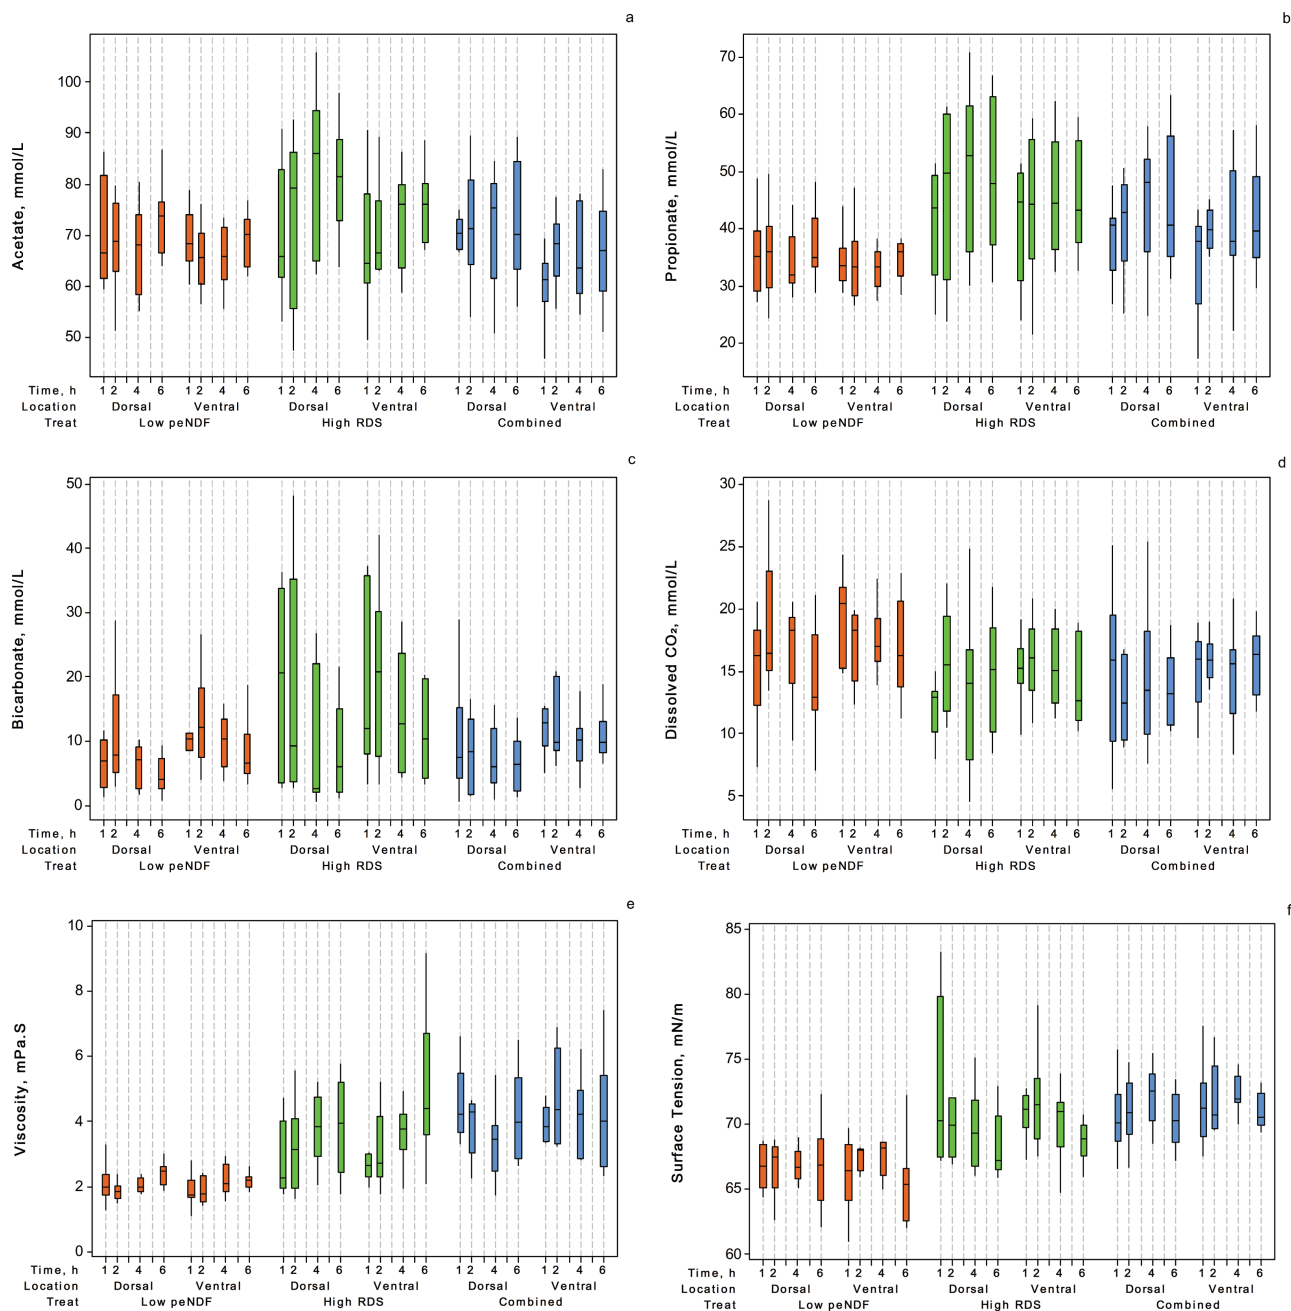 a
b
Acetate, mmol/L
100
90
80
70
60
50
Propionate, mmol/L
70
60
50
40
30
20
Time, h 1 2 4 6 1 2 4 6 1 2 4 6 1 2 4 6 1 2 4 6 1 2 4 6
Location Dorsal Ventral Dorsal Ventral Dorsal Ventral
Treat Low peNDF High RDS Combined
Time, h 1 2 4 6 1 2 4 6 1 2 4 6 1 2 4 6 1 2 4 6 1 2 4 6
Location Dorsal Ventral Dorsal Ventral Dorsal Ventral
Treat Low peNDF High RDS Combined
c
d
Bicarbonate, mmol/L
50
40
30
20
10
0
Dissolved CO₂, mmol/L
30
25
20
15
10
5
Time, h 1 2 4 6 1 2 4 6 1 2 4 6 1 2 4 6 1 2 4 6 1 2 4 6
Location Dorsal Ventral Dorsal Ventral Dorsal Ventral
Treat Low peNDF High RDS Combined
Time, h 1 2 4 6 1 2 4 6 1 2 4 6 1 2 4 6 1 2 4 6 1 2 4 6
Location Dorsal Ventral Dorsal Ventral Dorsal Ventral
Treat Low peNDF High RDS Combined
e
f
Viscosity, mPa.S
10
8
6
4
2
0
Surface Tension, mN/m
85
80
75
70
65
60
Time, h 1 2 4 6 1 2 4 6 1 2 4 6 1 2 4 6 1 2 4 6 1 2 4 6
Location Dorsal Ventral Dorsal Ventral Dorsal Ventral
Treat Low peNDF High RDS Combined
Time, h 1 2 4 6 1 2 4 6 1 2 4 6 1 2 4 6 1 2 4 6 1 2 4 6
Location Dorsal Ventral Dorsal Ventral Dorsal Ventral
Treat Low peNDF High RDS Combined